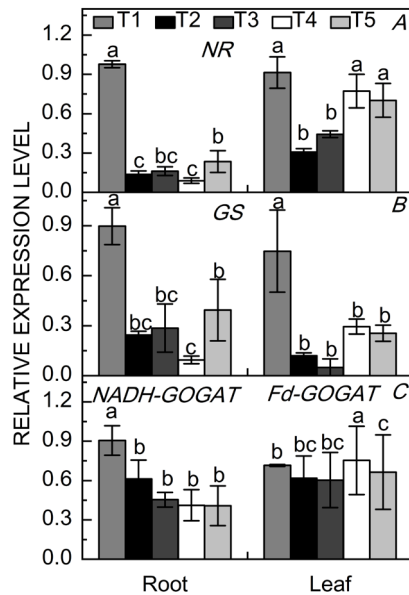 T1 T2 T3 T4 T5
A
NR
RELATIVE EXPRESSION LEVEL
1.2
0.9
0.6
0.3
0.0
a c bc c b
a b b a a
GS
B
0.9
0.6
0.3
0.0
a bc bc c b
a b b b b
NADH-GOGAT
Fd-GOGAT
C
1.2
0.9
0.6
0.3
0.0
a b b b b
b bc bc a c
Root Leaf